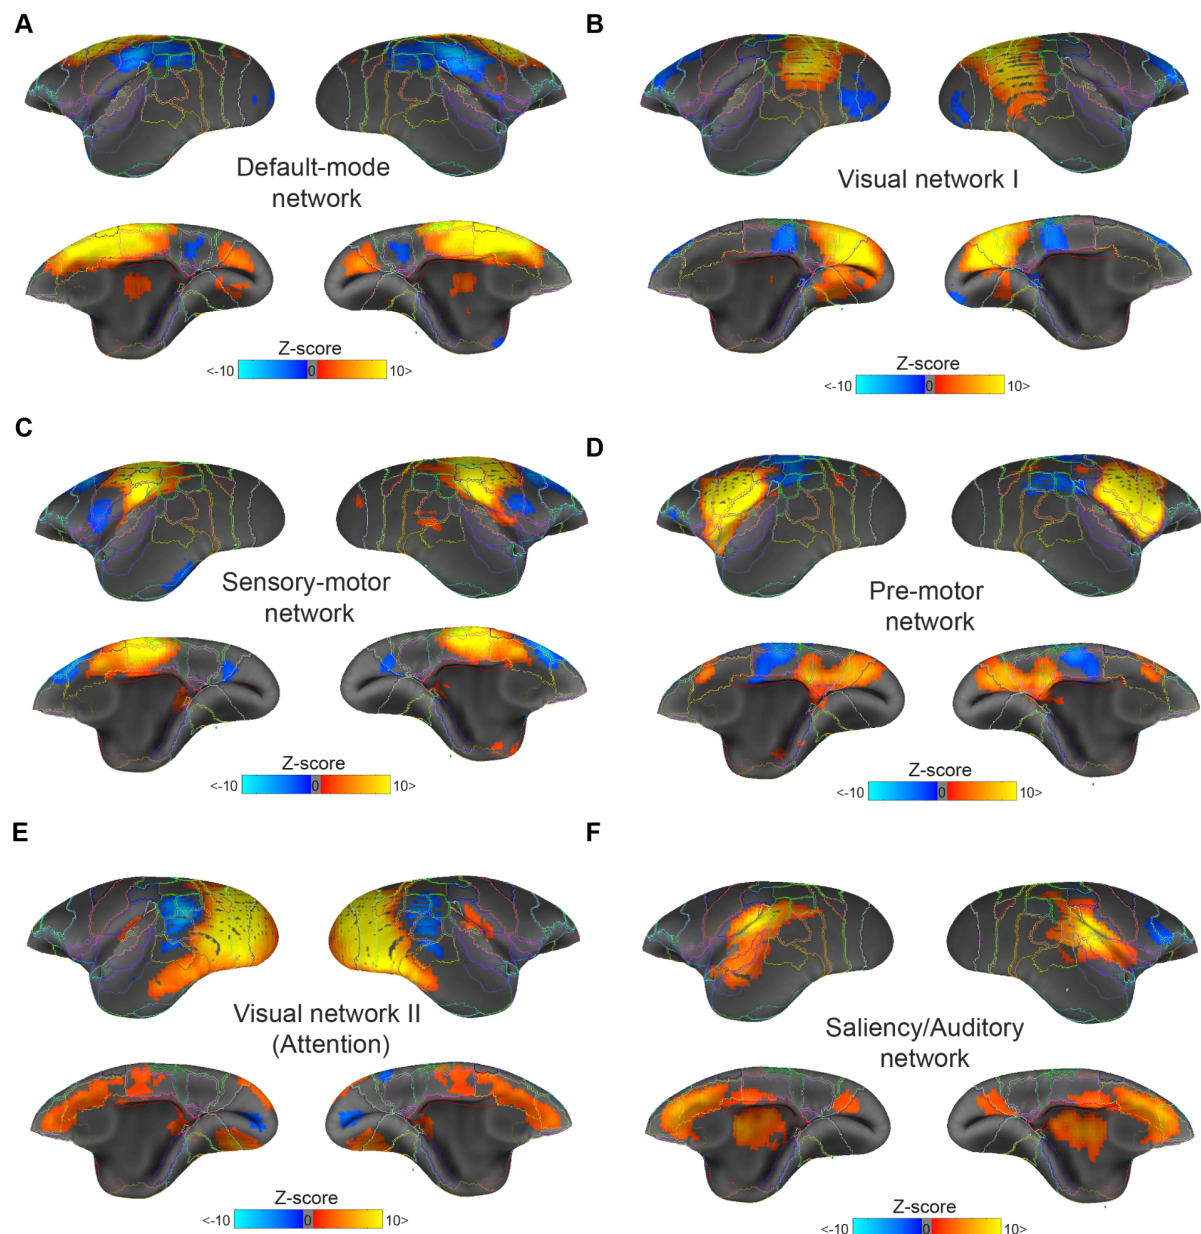 A
B
Default-mode
network
Visual network I
Z-score
<-10 0 10>
Z-score
<-10 0 10>
C
D
Sensory-motor
network
Pre-motor
network
Z-score
<-10 0 10>
Z-score
<-10 0 10>
E
F
Visual network II
(Attention)
Saliency/Auditory
network
Z-score
<-10 0 10>
Z-score
<-10 0 10>